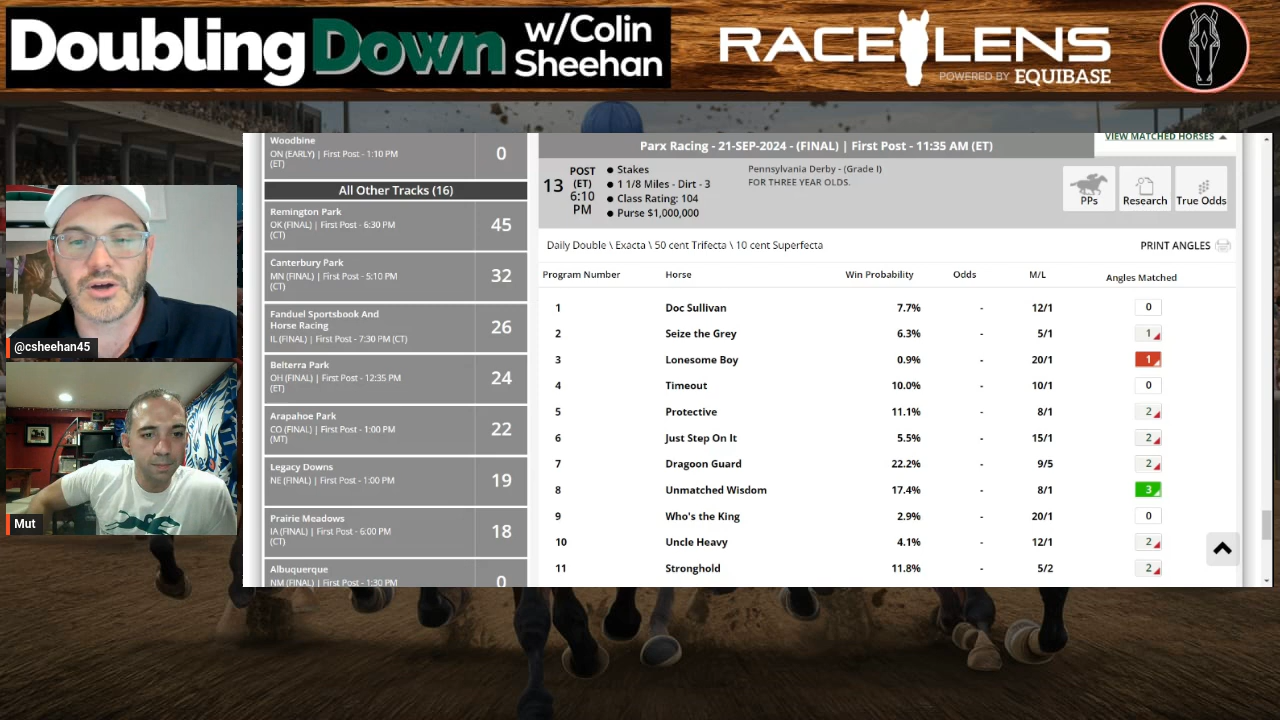 Doubling Down w/Colin Sheehan
RACE LENS
POWERED BY EQUIBASE
@csheehan45
Mut
Woodbine
ON (EARLY) | First Post - 1:10 PM
(ET)
0
All Other Tracks (16)
Remington Park
OK (FINAL) | First Post - 6:30 PM
(CT)
45
Canterbury Park
MN (FINAL) | First Post - 5:10 PM
(CT)
32
Fanduel Sportsbook And
Horse Racing
IL (FINAL) | First Post - 7:30 PM (CT)
26
Belterra Park
OH (FINAL) | First Post - 12:35 PM
(ET)
24
Arapahoe Park
CO (FINAL) | First Post - 1:00 PM
(MT)
22
Legacy Downs
NE (FINAL) | First Post - 1:00 PM
19
Prairie Meadows
IA (FINAL) | First Post - 6:00 PM
(CT)
18
Albuquerque
NM (FINAL) | First Post - 1:30 PM
0
VIEW MATCHED HORSES
Parx Racing - 21-SEP-2024 - (FINAL) | First Post - 11:35 AM (ET)
13
POST
(ET)
6:10
PM
• Stakes
• 1 1/8 Miles - Dirt - 3
• Class Rating: 104
• Purse $1,000,000
Pennsylvania Derby - (Grade I)
FOR THREE YEAR OLDS.
PPs
Research
True Odds
Daily Double \ Exacta \ 50 cent Trifecta \ 10 cent Superfecta
PRINT ANGLES
Program Number Horse Win Probability Odds M/L Angles Matched
1 Doc Sullivan 7.7% - 12/1 0
2 Seize the Grey 6.3% - 5/1 1
3 Lonesome Boy 0.9% - 20/1 1
4 Timeout 10.0% - 10/1 0
5 Protective 11.1% - 8/1 2
6 Just Step On It 5.5% - 15/1 2
7 Dragoon Guard 22.2% - 9/5 2
8 Unmatched Wisdom 17.4% - 8/1 3
9 Who's the King 2.9% - 20/1 0
10 Uncle Heavy 4.1% - 12/1 2
11 Stronghold 11.8% - 5/2 2